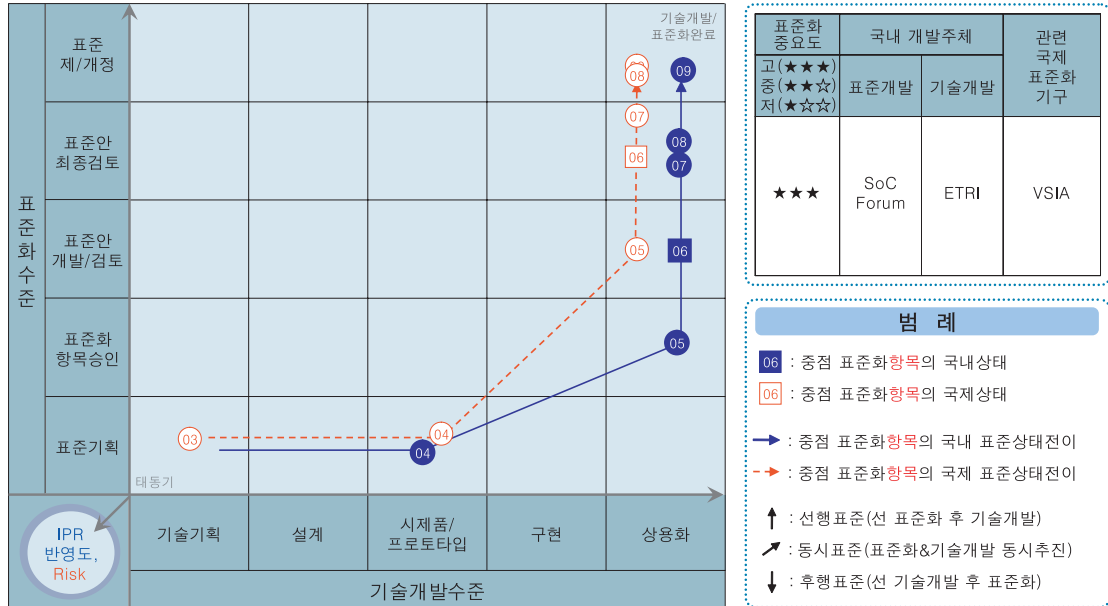 표준화수준
표준
제/개정
표준안
최종검토
표준안
개발/검토
표준화
항목승인
표준기획
기술개발/
표준화완료
08
07
06
05
04
03
09
08
07
06
05
04
태동기
IPR
반영도,
Risk
기술기획
설계
시제품/
프로토타입
구현
상용화
기술개발수준
표준화
중요도
고(★★★)
중(★★☆)
저(★☆☆)
국내 개발주체
표준개발
기술개발
관련
국제
표준화
기구
★★★
SoC
Forum
ETRI
VSIA
범 례
06 : 중점 표준화항목의 국내상태
06 : 중점 표준화항목의 국제상태
: 중점 표준화항목의 국내 표준상태전이
: 중점 표준화항목의 국제 표준상태전이
: 선행표준(선 표준화 후 기술개발)
: 동시표준(표준화&기술개발 동시추진)
: 후행표준(선 기술개발 후 표준화)